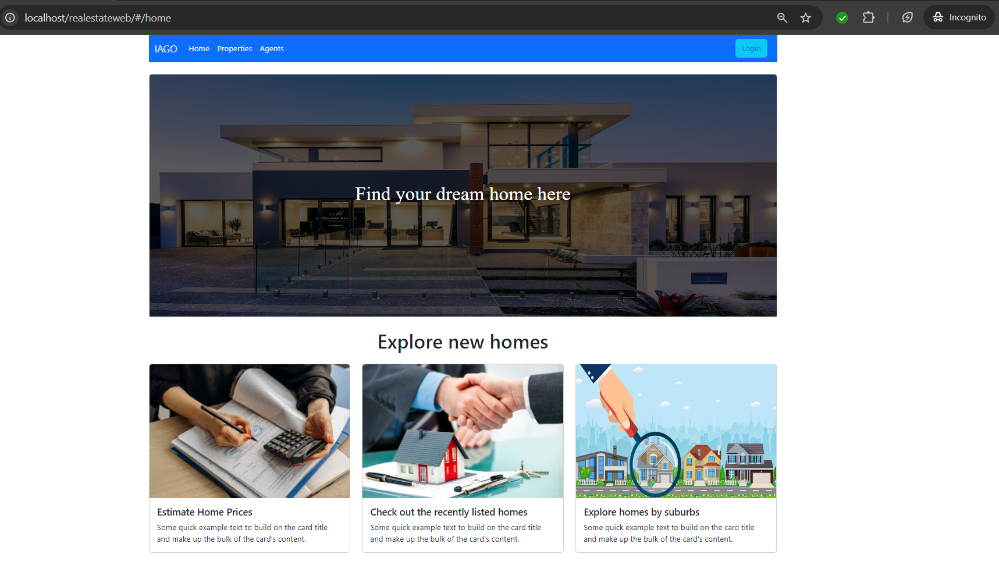 localhost/realestateweb/#/home
Incognito
IAGO Home Properties Agents Login
Find your dream home here
Explore new homes
Estimate Home Prices
Some quick example text to build on the card title
and make up the bulk of the card's content.
Check out the recently listed homes
Some quick example text to build on the card title
and make up the bulk of the card's content.
Explore homes by suburbs
Some quick example text to build on the card title
and make up the bulk of the card's content.